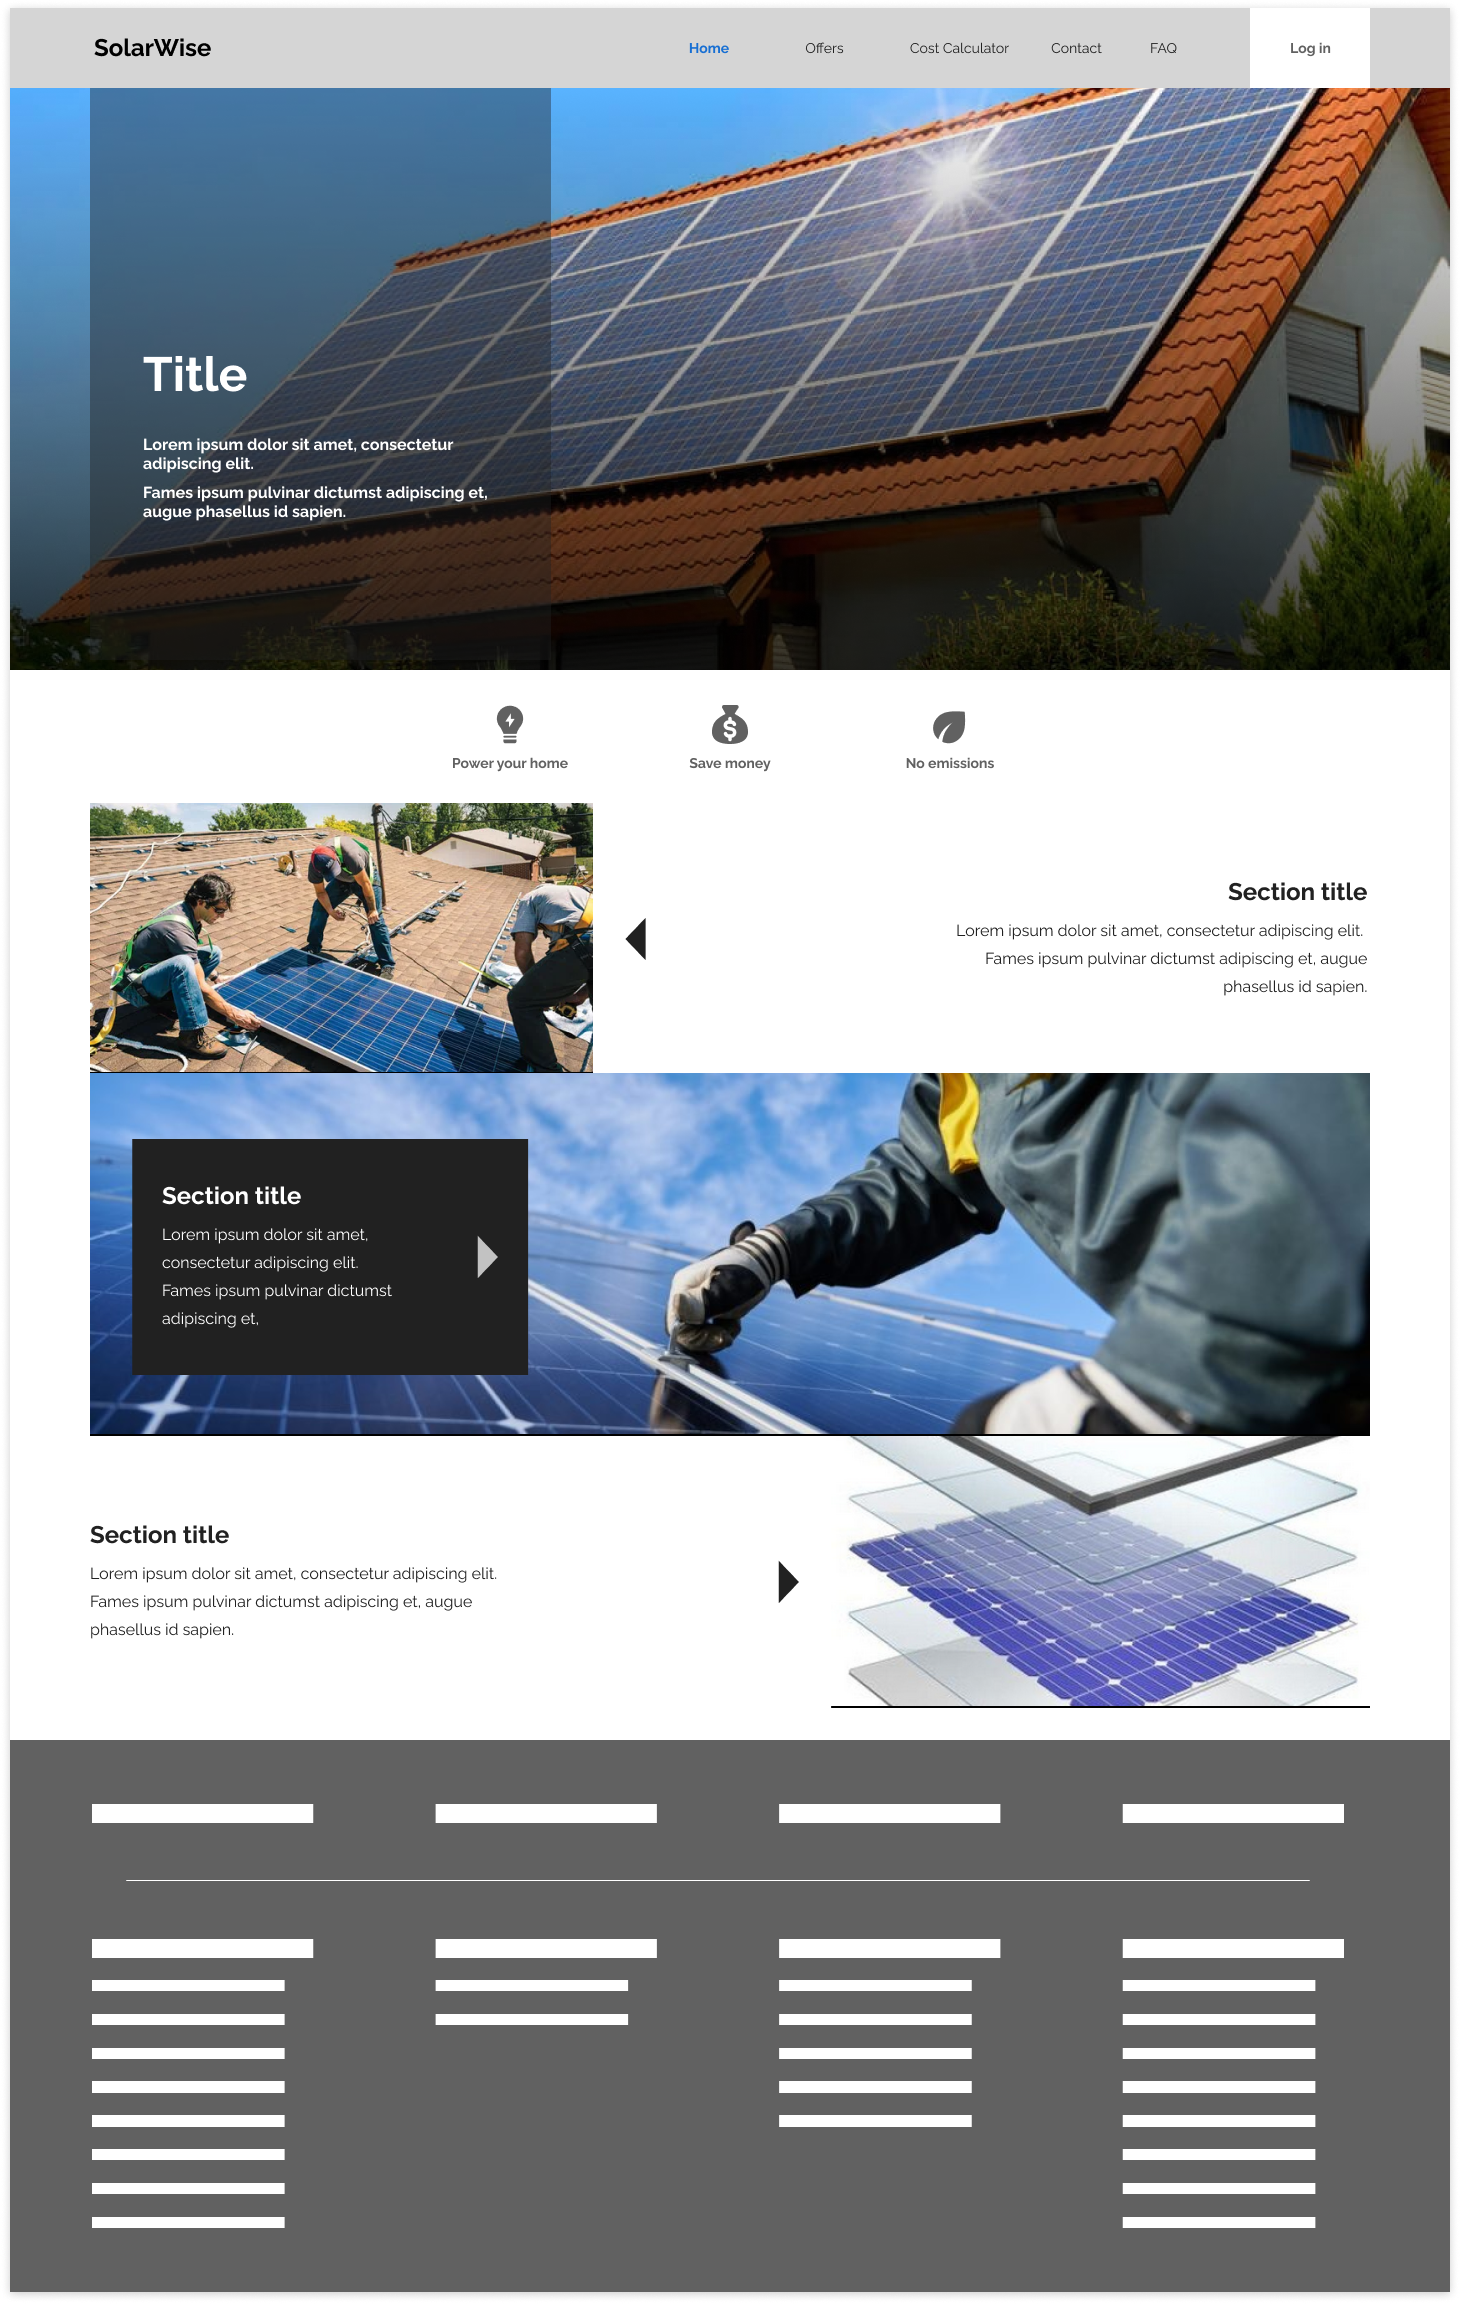 SolarWise
Home Offers Cost Calculator Contact FAQ Log in
Title
Lorem ipsum dolor sit amet, consectetur
adipiscing elit.
Fames ipsum pulvinar dictumst adipiscing et,
augue phasellus id sapien.
Power your home
Save money
No emissions
Section title
Lorem ipsum dolor sit amet, consectetur adipiscing elit.
Fames ipsum pulvinar dictumst adipiscing et, augue
phasellus id sapien.
Section title
Lorem ipsum dolor sit amet,
consectetur adipiscing elit.
Fames ipsum pulvinar dictumst
adipiscing et,
Section title
Lorem ipsum dolor sit amet, consectetur adipiscing elit.
Fames ipsum pulvinar dictumst adipiscing et, augue
phasellus id sapien.